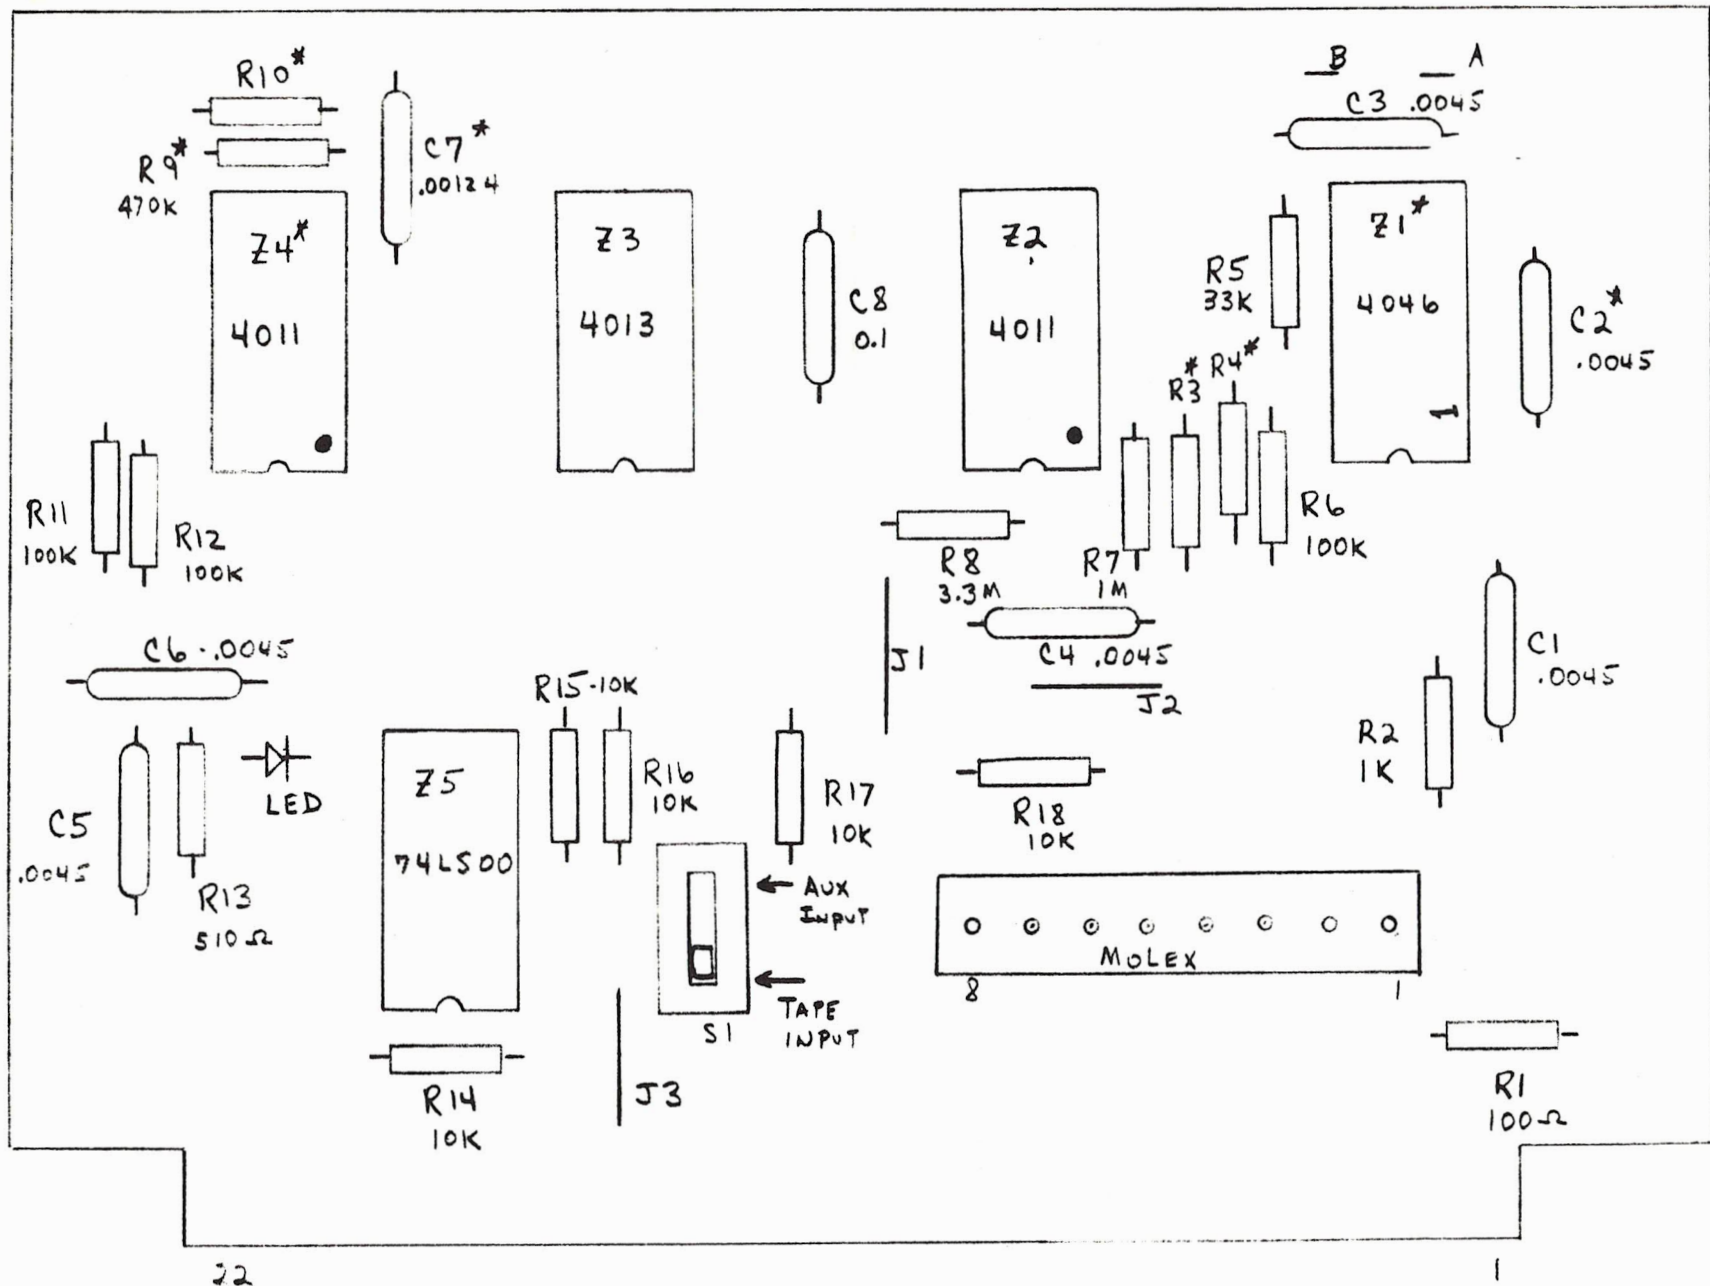 R10*
B A
C3 .0045
R9*
470K
C7*
.00124
Z4*
4011
Z3
4013
C8
0.1
Z2
4011
R5
33K
Z1*
4046
1
C2*
.0045
R3*
R4*
R11
100K
R12
100K
R8
3.3M
R7
1M
R6
100K
C6-.0045
J1
C4 .0045
J2
C1
.0045
R15-10K
R2
1K
C5
.0045
LED
Z5
74LS00
R16
10K
R17
10K
R18
10K
R13
510Ω
AUX
INPUT
MOLEX
8 1
TAPE
INPUT
S1
R14
10K
J3
R1
100Ω
22 1